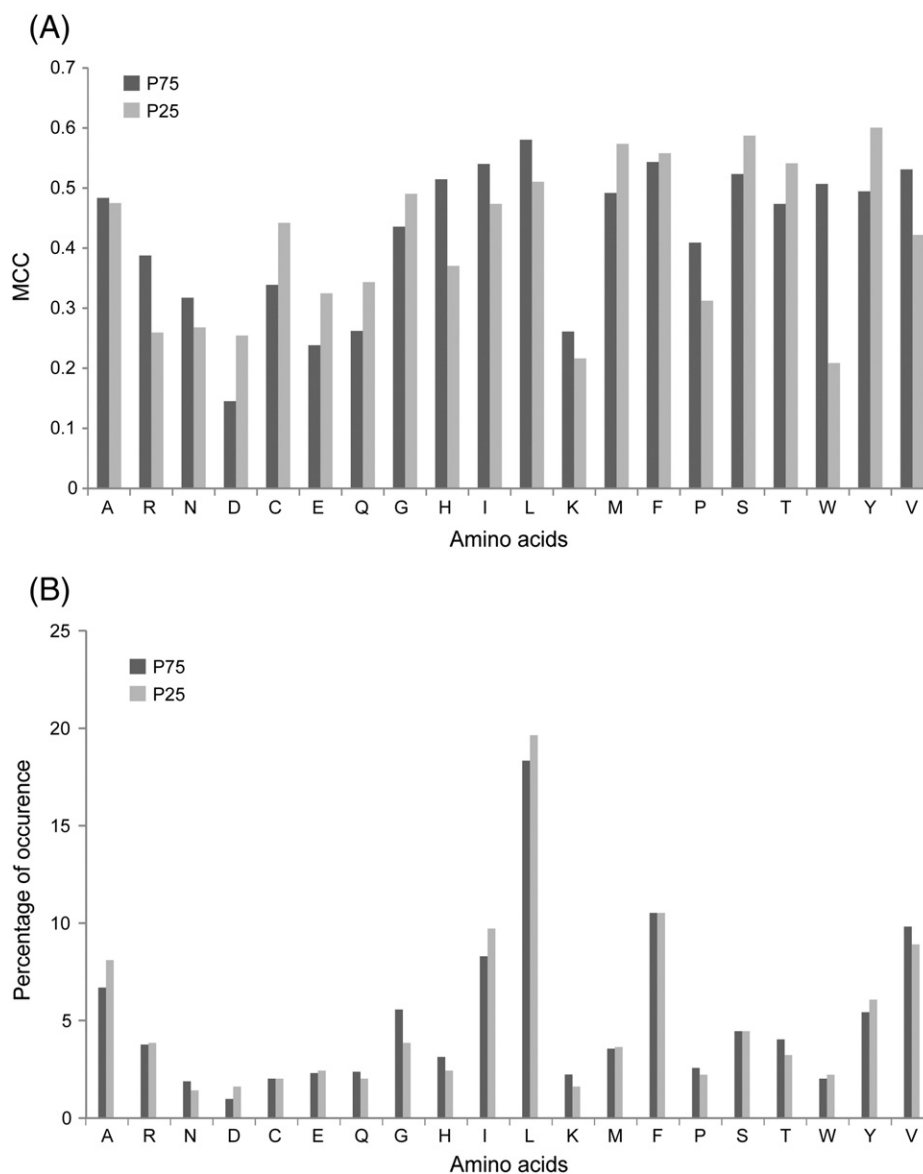 (A)
MCC
0.7
0.6
0.5
0.4
0.3
0.2
0.1
0
P75
P25
A R N D C E Q G H I L K M F P S T W Y V
Amino acids
(B)
Percentage of occurence
25
20
15
10
5
0
P75
P25
A R N D C E Q G H I L K M F P S T W Y V
Amino acids